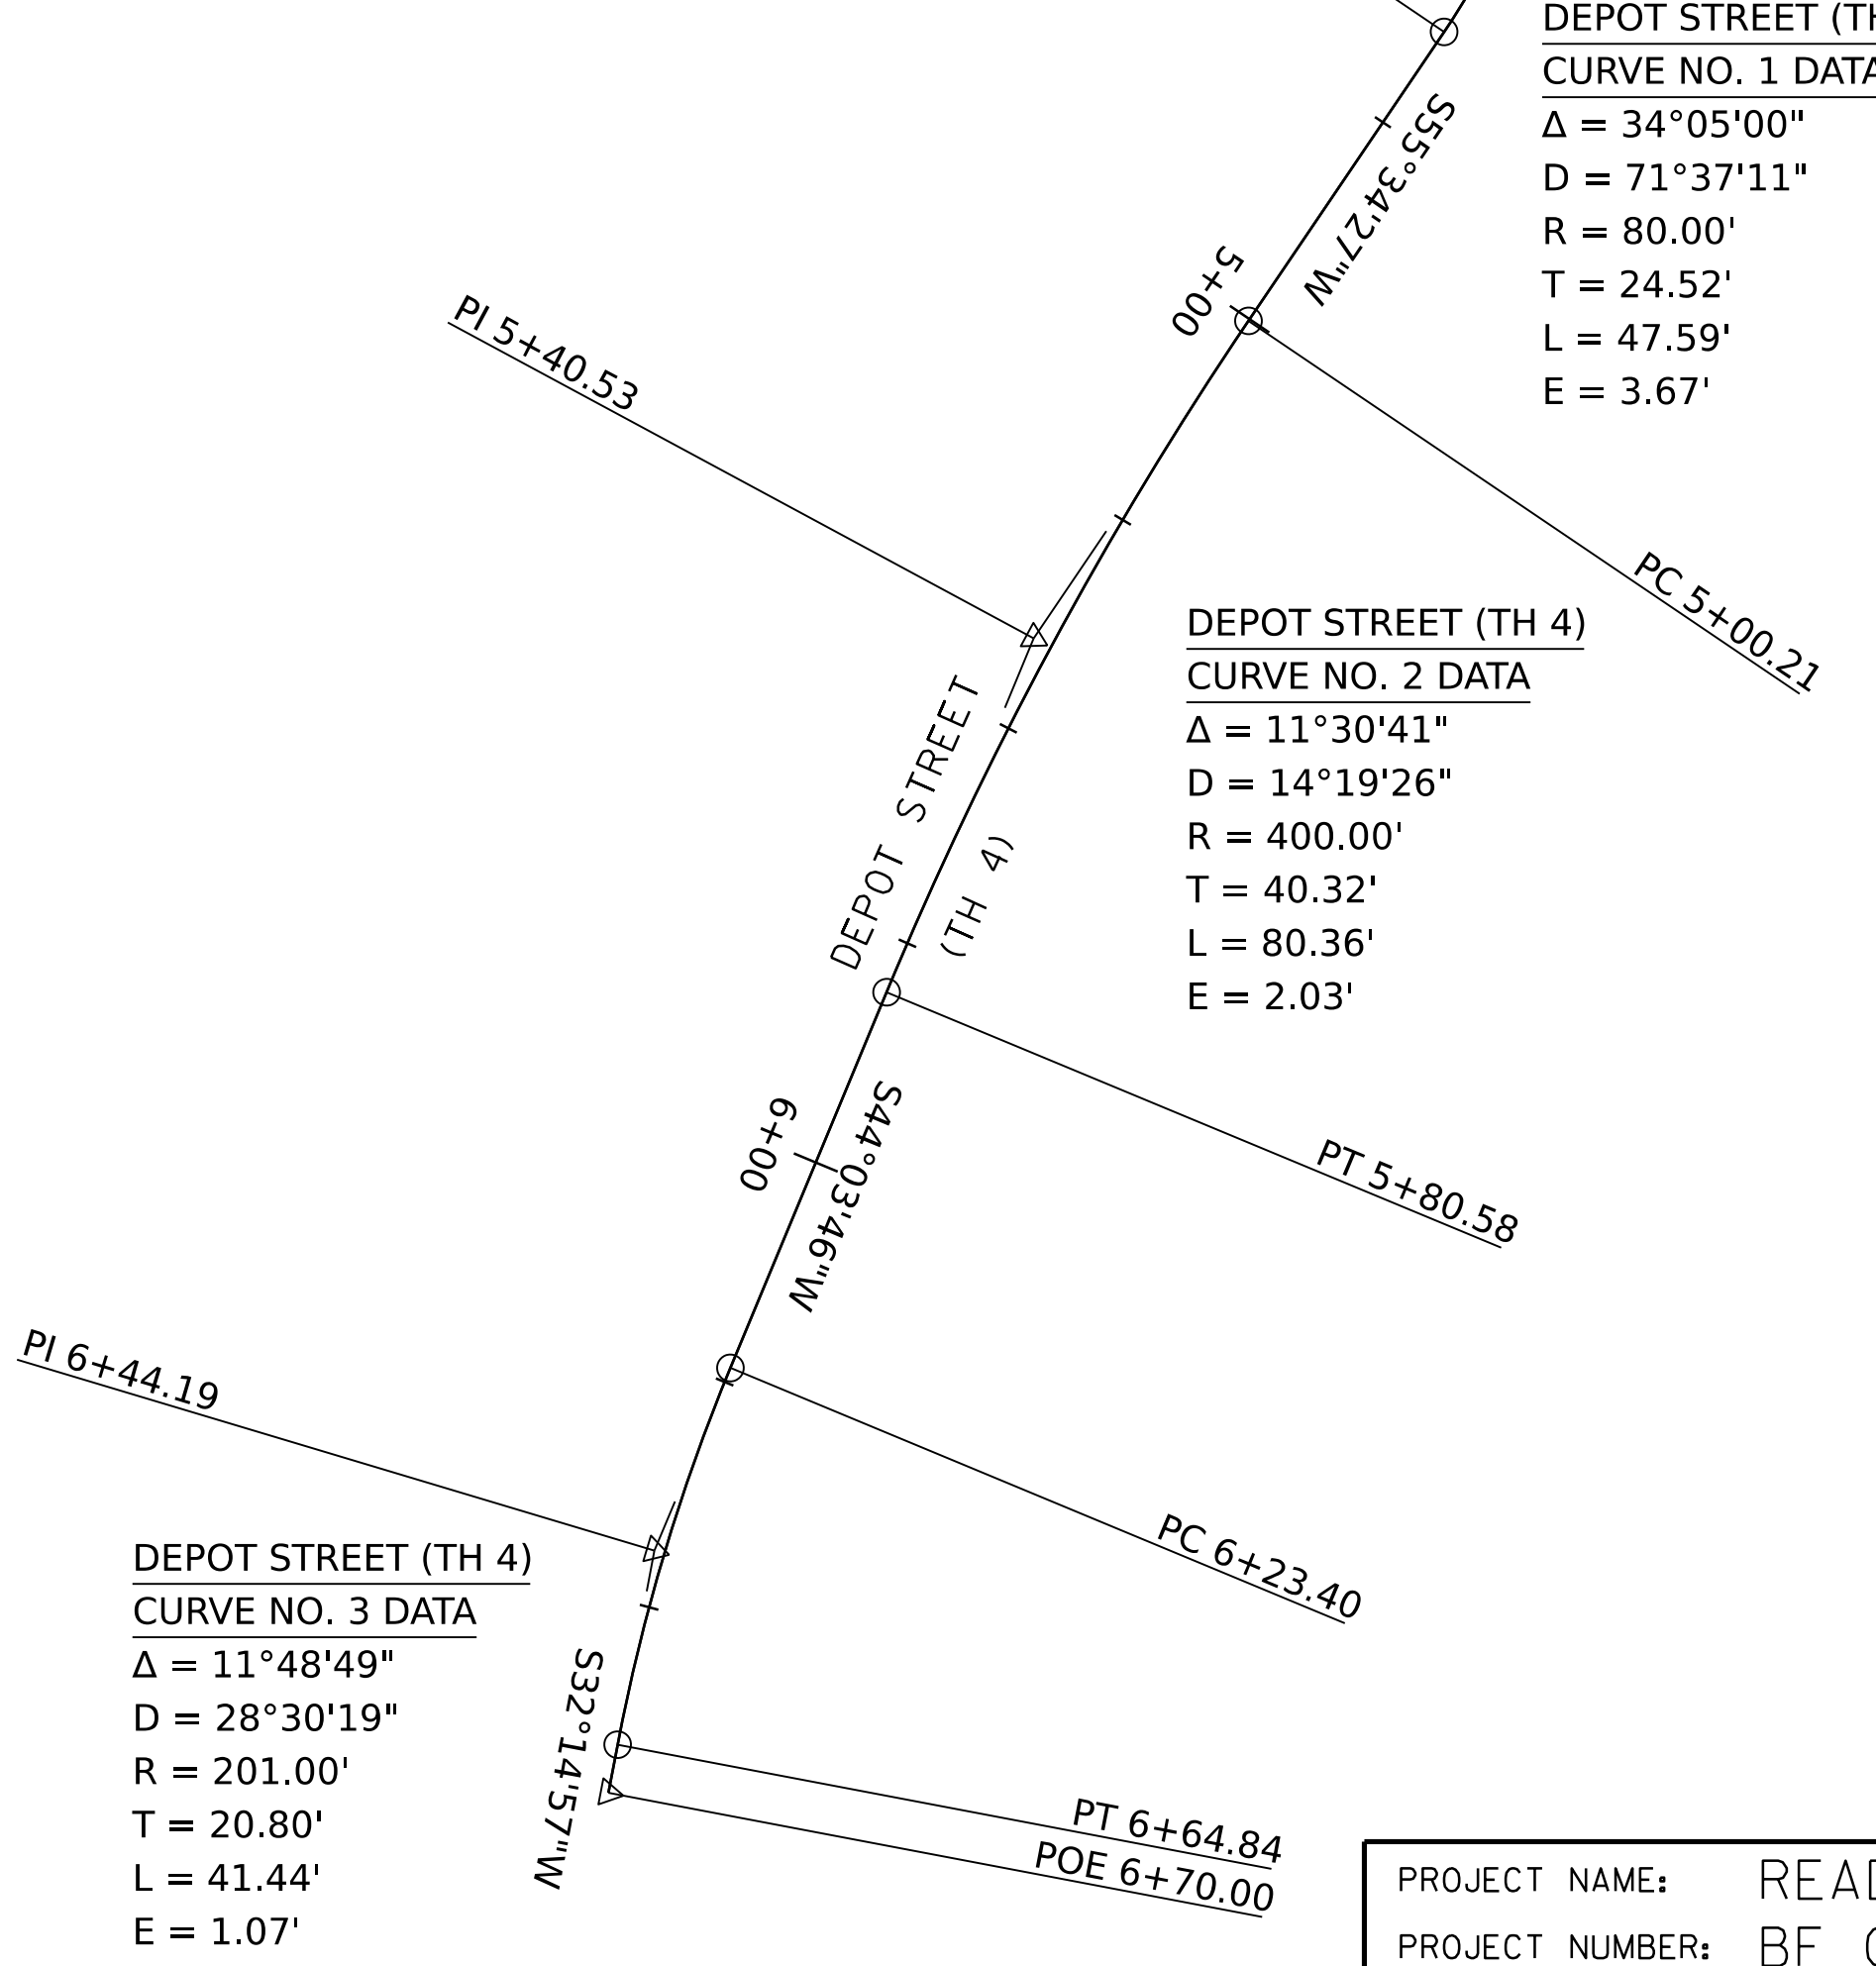 DEPOT STREET (TH
CURVE NO. 1 DATA
Δ = 34°05'00"
D = 71°37'11"
R = 80.00'
T = 24.52'
L = 47.59'
E = 3.67'
S55°34'27"W
5+00
PI 5+40.53
PC 5+00.21
DEPOT STREET (TH 4)
CURVE NO. 2 DATA
Δ = 11°30'41"
D = 14°19'26"
R = 400.00'
T = 40.32'
L = 80.36'
E = 2.03'
DEPOT STREET
(TH 4)
PT 5+80.58
6+00
S44°03'46"W
PI 6+44.19
PC 6+23.40
DEPOT STREET (TH 4)
CURVE NO. 3 DATA
Δ = 11°48'49"
D = 28°30'19"
R = 201.00'
T = 20.80'
L = 41.44'
E = 1.07'
S32°14'57"W
PT 6+64.84
POE 6+70.00
PROJECT NAME: READ
PROJECT NUMBER: BF